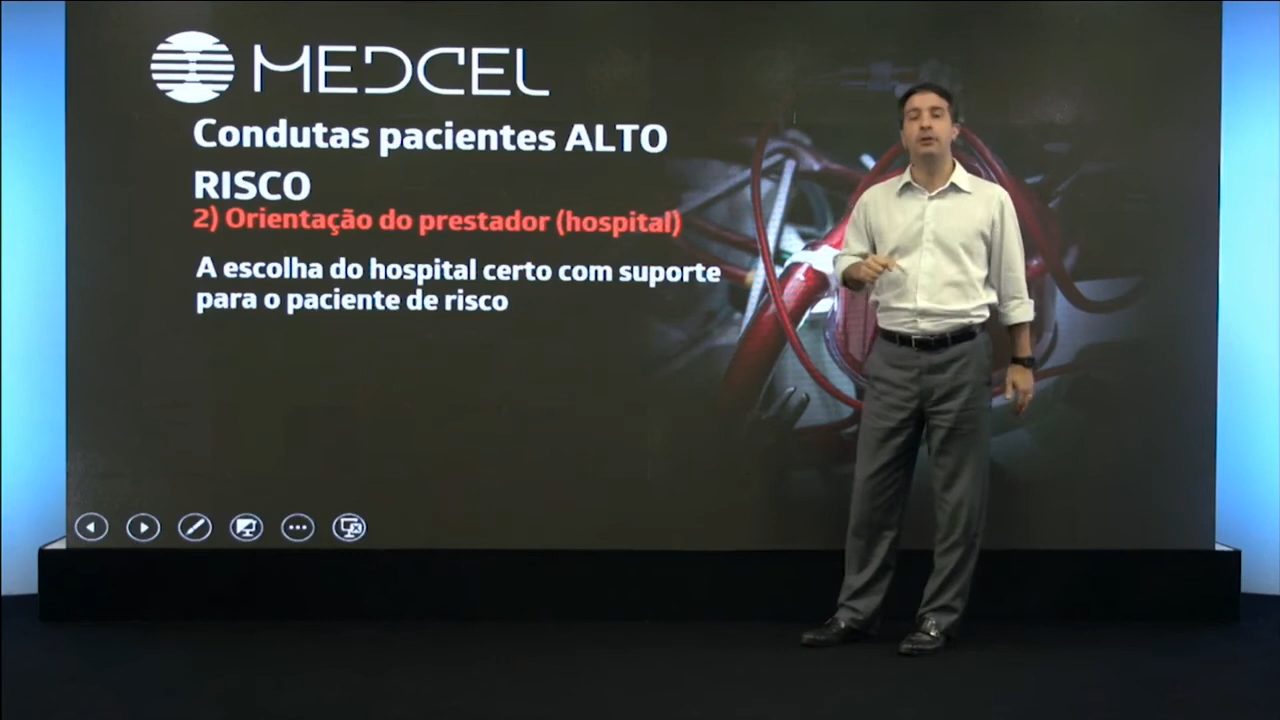 MEDCEL
Condutas pacientes ALTO
RISCO
2) Orientação do prestador (hospital)
A escolha do hospital certo com suporte
para o paciente de risco